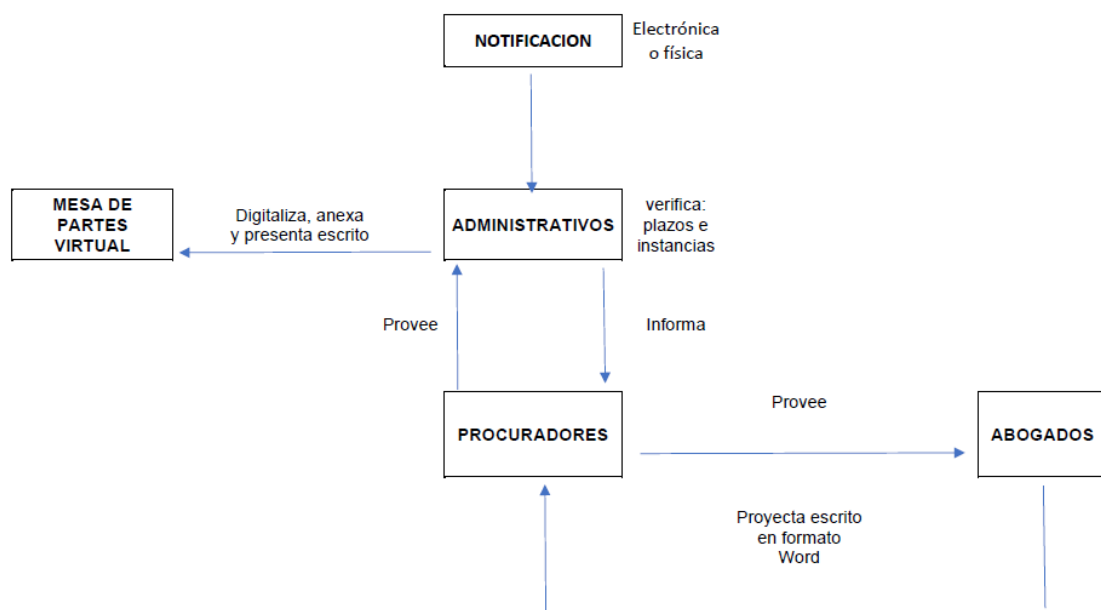 NOTIFICACION
Electrónica
o física
MESA DE
PARTES
VIRTUAL
Digitaliza, anexa
y presenta escrito
ADMINISTRATIVOS
verifica:
plazos e
instancias
Provee
Informa
PROCURADORES
Provee
ABOGADOS
Proyecta escrito
en formato
Word